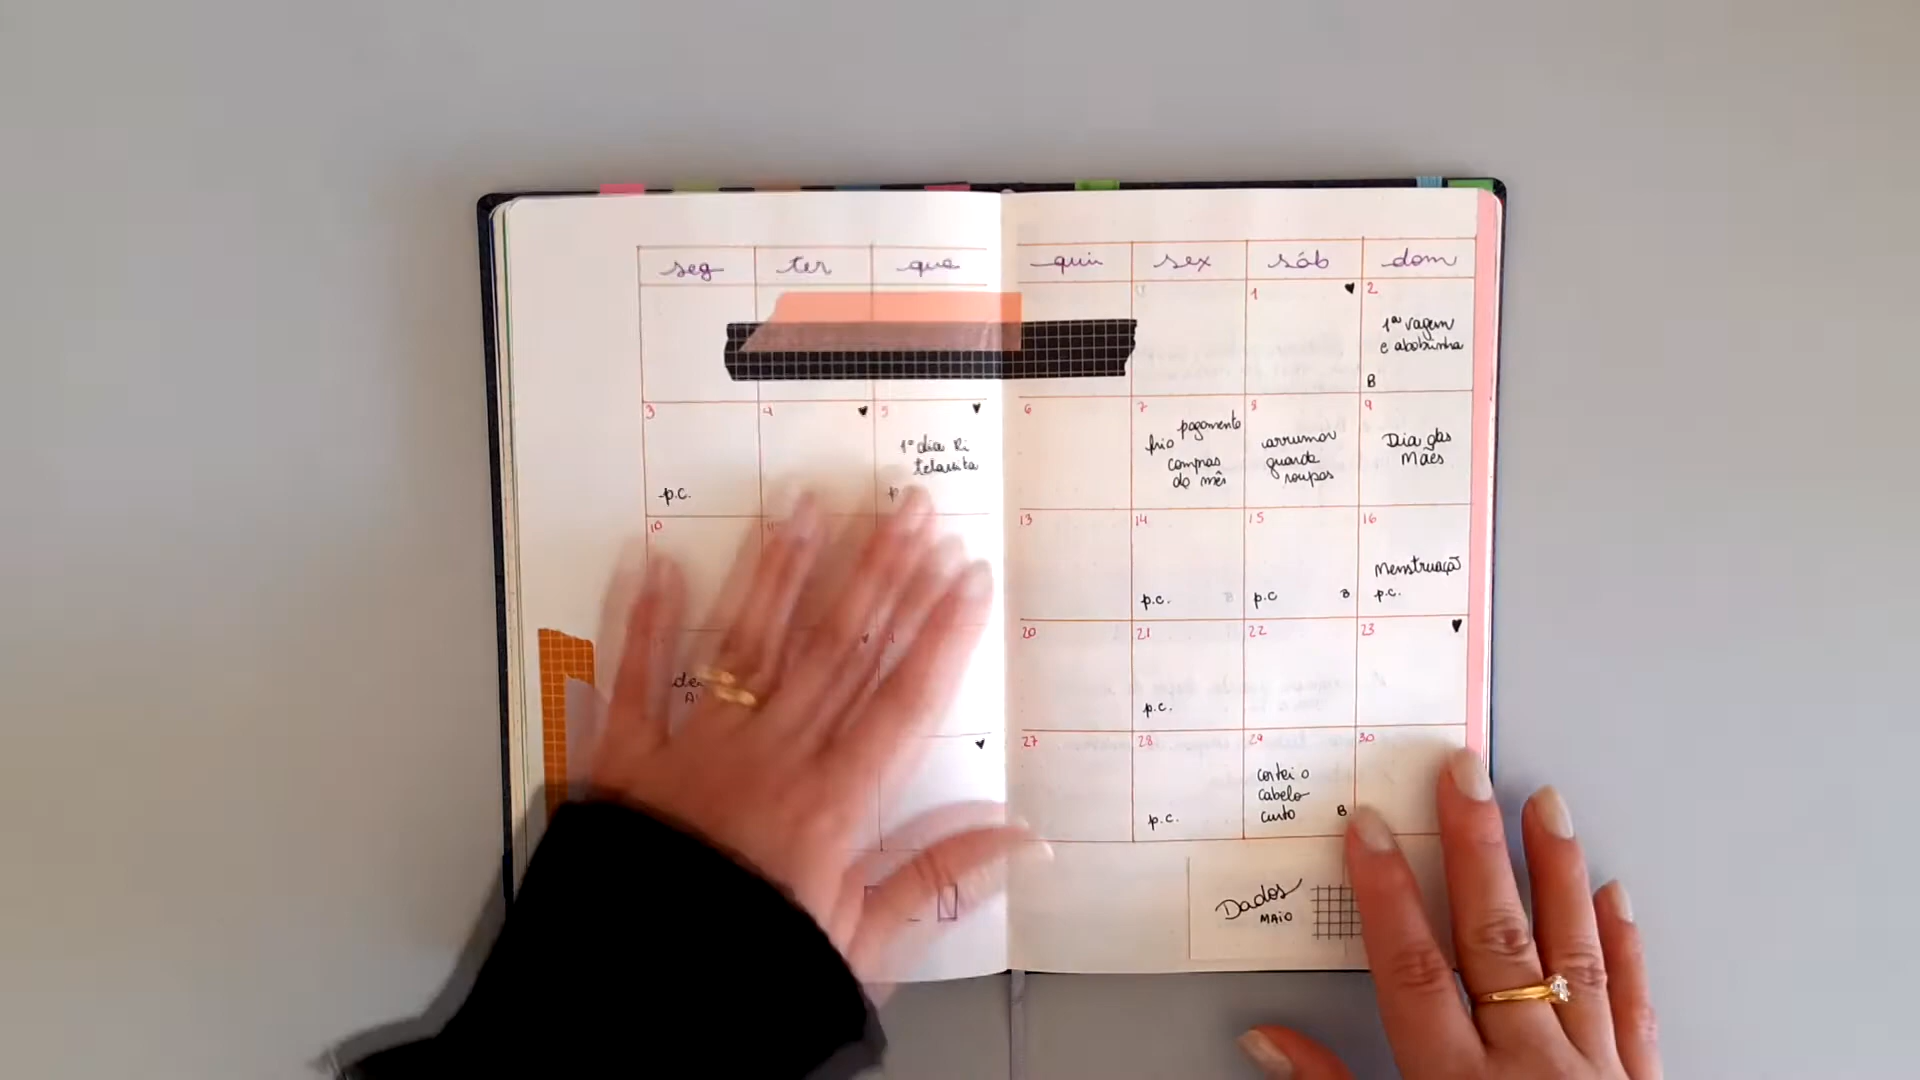 seg ter qua qui sex sáb dom
1 2
1ª vagem
e abobrinha
B
3 4 5 6 7 8 9
1º dia Ri
pagamento
frio
compras
do mês
arrumar
guarda
roupas
Dia das
Mães
p.c.
10 13 14 15 16
Menstruação
p.c. B p.c B p.c.
20 21 22 23
p.c.
27 28 29 30
cortei o
cabelo
curto B
p.c.
Dados
MAIO